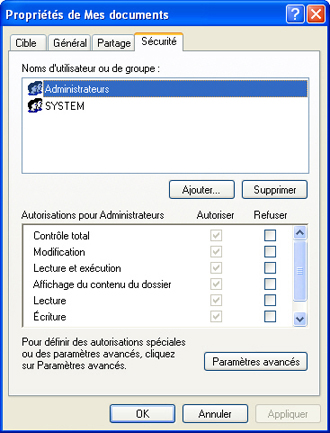 Propriétés de Mes documents
Cible Général Partage Sécurité
Noms d'utilisateur ou de groupe :
Administrateurs
SYSTEM
Ajouter... Supprimer
Autorisations pour Administrateurs Autoriser Refuser
Contrôle total
Modification
Lecture et exécution
Affichage du contenu du dossier
Lecture
Écriture
Pour définir des autorisations spéciales
ou des paramètres avancés, cliquez
sur Paramètres avancés.
Paramètres avancés
OK Annuler Appliquer